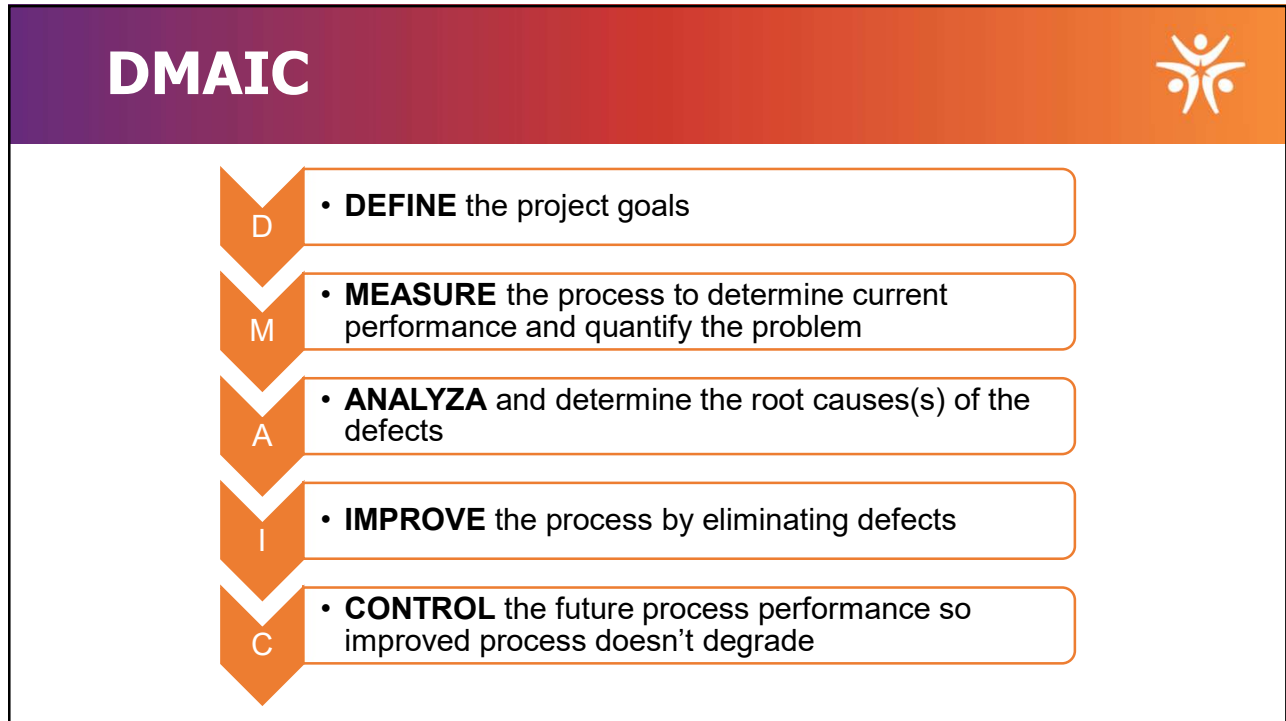 DMAIC
D
• DEFINE the project goals
M
• MEASURE the process to determine current
performance and quantify the problem
A
• ANALYZA and determine the root causes(s) of the
defects
I
• IMPROVE the process by eliminating defects
C
• CONTROL the future process performance so
improved process doesn’t degrade